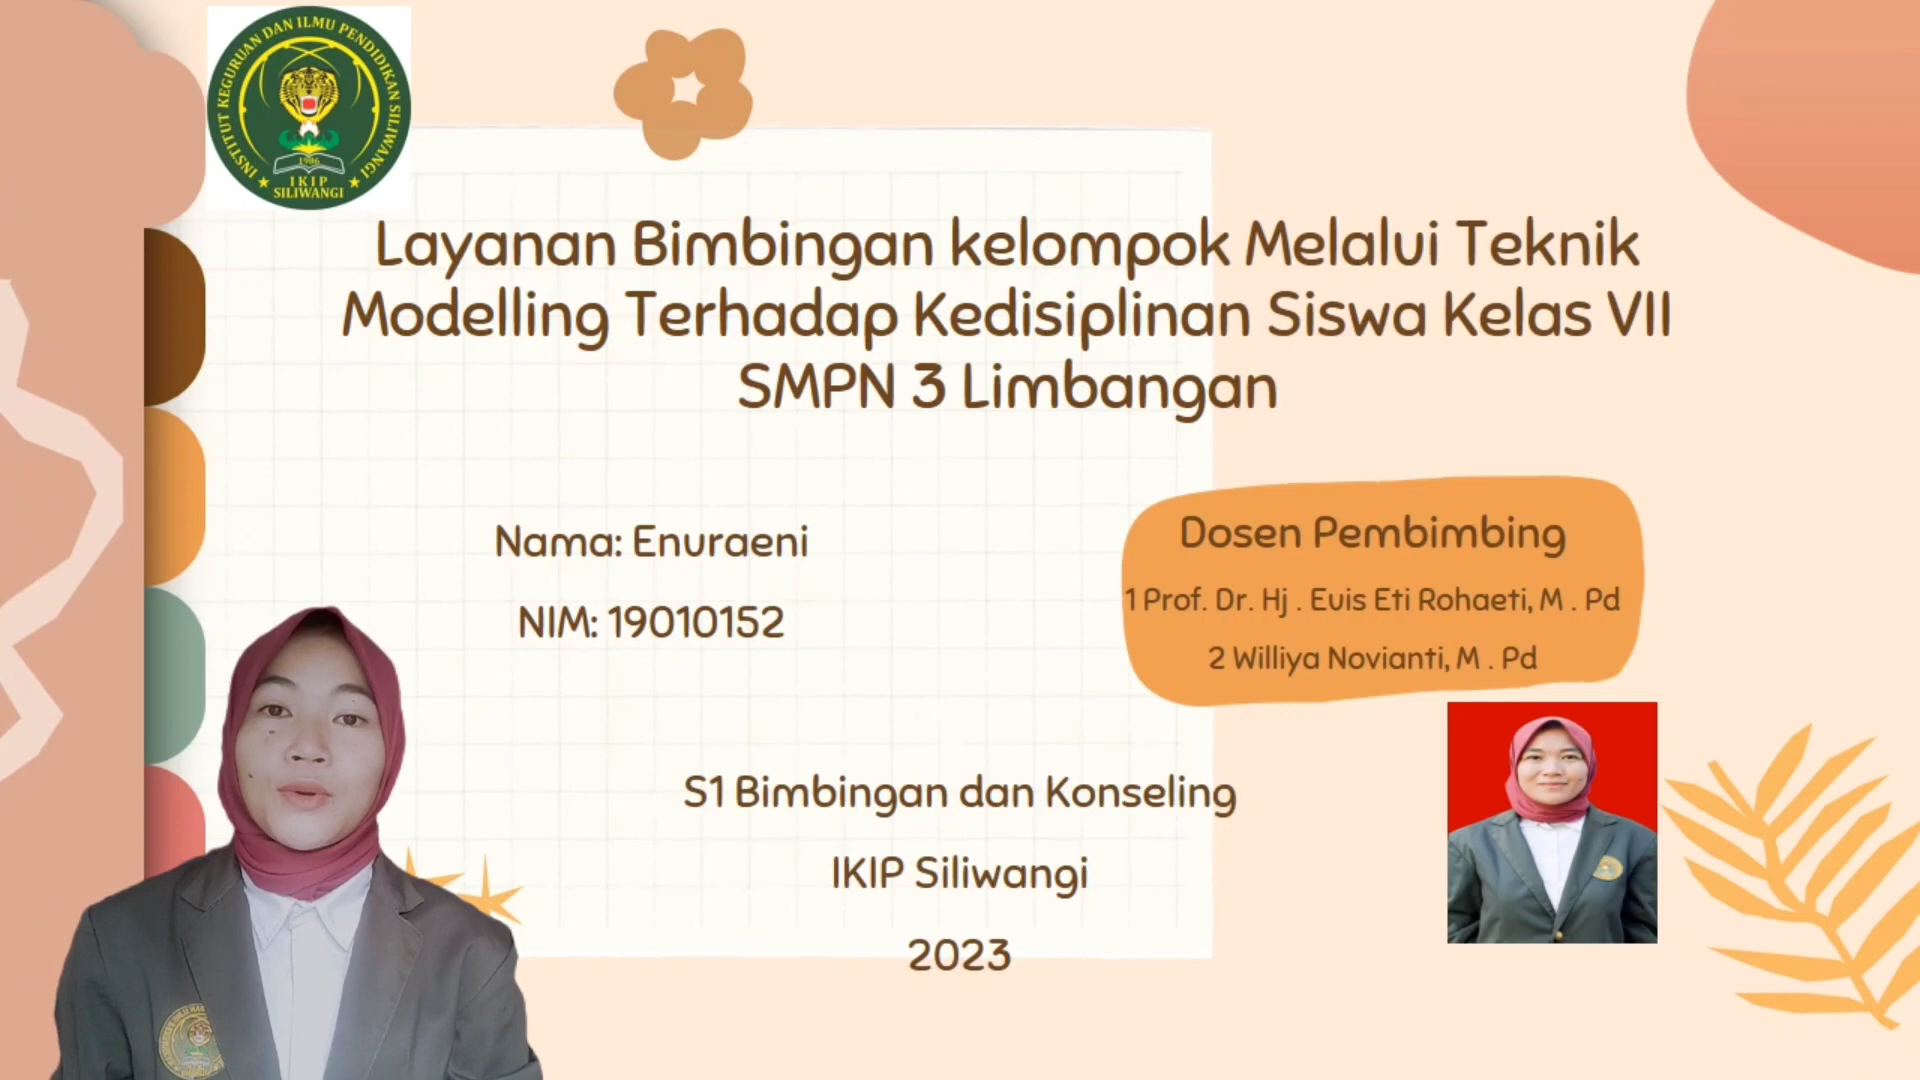 INSTITUT KEGURUAN DAN ILMU PENDIDIKAN SILIWANGI
1986
IKIP
SILIWANGI
Layanan Bimbingan kelompok Melalui Teknik
Modelling Terhadap Kedisiplinan Siswa Kelas VII
SMPN 3 Limbangan
Nama: Enuraeni
NIM: 19010152
Dosen Pembimbing
1 Prof. Dr. Hj . Euis Eti Rohaeti, M . Pd
2 Williya Novianti, M . Pd
S1 Bimbingan dan Konseling
IKIP Siliwangi
2023